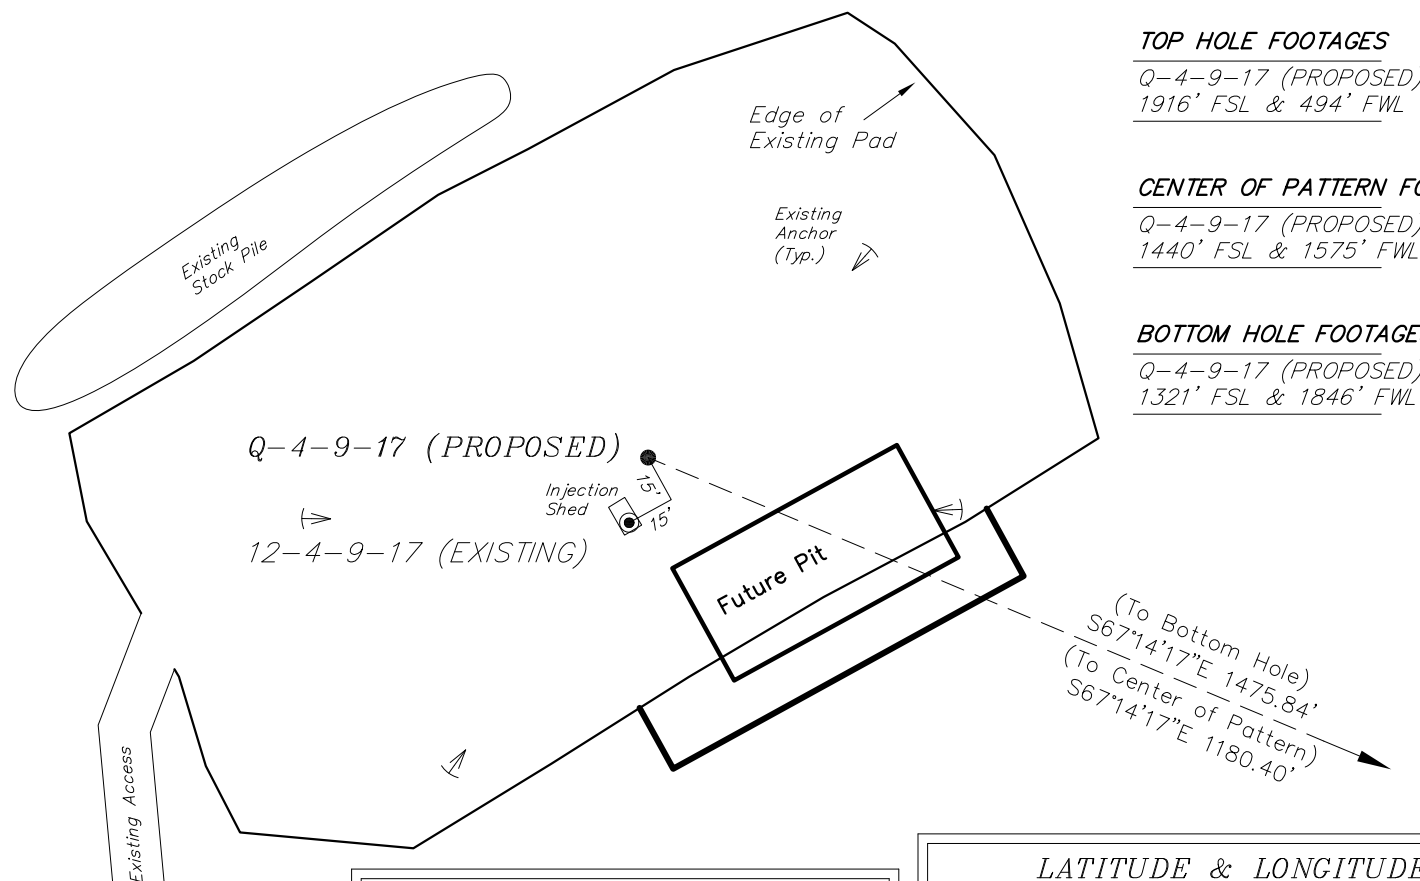 TOP HOLE FOOTAGES
Q-4-9-17 (PROPOSED)
1916' FSL & 494' FWL
CENTER OF PATTERN
Q-4-9-17 (PROPOSED)
1440' FSL & 1575' FWL
BOTTOM HOLE FOOTAGE
Q-4-9-17 (PROPOSED)
1321' FSL & 1846' FWL
Edge of
Existing Pad
Existing
Anchor
(Typ.)
Existing
Stock Pile
Q-4-9-17 (PROPOSED)
15'
Injection
Shed
15'
12-4-9-17 (EXISTING)
Future Pit
(To Bottom Hole)
S67°14'17"E 1475.84'
(To Center of Pattern)
S67°14'17"E 1180.40'
Existing Access
LATITUDE & LONGITUDE